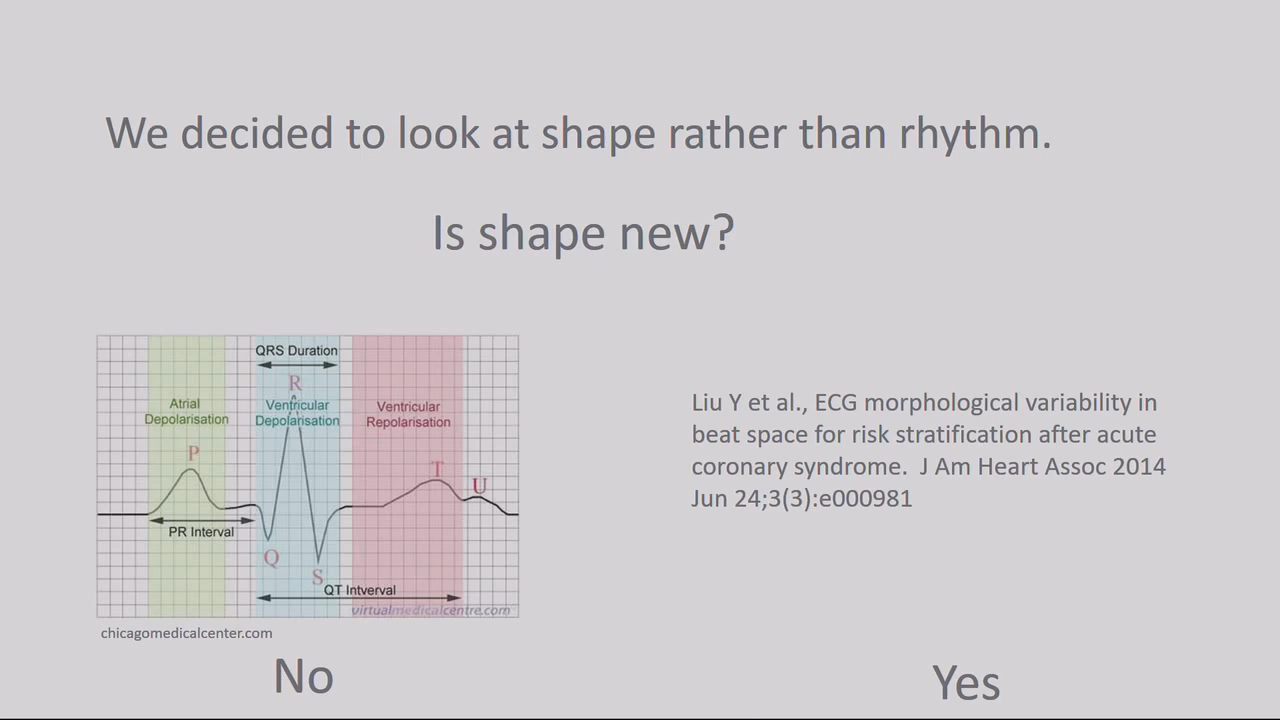 We decided to look at shape rather than rhythm.
Is shape new?
QRS Duration
R
Atrial
Depolarisation
Ventricular
Depolarisation
Ventricular
Repolarisation
P
T
U
PR Interval
Q
S
QT Intverval
virtualmedicalcentre.com
chicagomedicalcenter.com
No
Liu Y et al., ECG morphological variability in
beat space for risk stratification after acute
coronary syndrome.  J Am Heart Assoc 2014
Jun 24;3(3):e000981
Yes